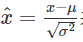 x̂ = (x−μ)/√σ²;